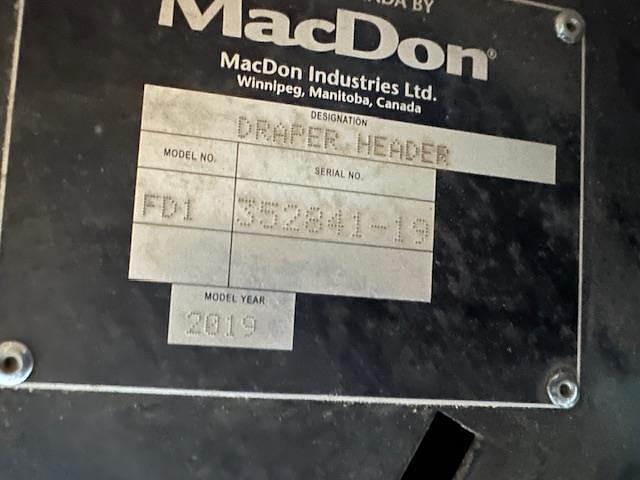 BY
MacDon®
MacDon Industries Ltd.
Winnipeg, Manitoba, Canada
DESIGNATION
DRAPER HEADER
MODEL NO. SERIAL NO.
FD1 352841-19
MODEL YEAR
2019